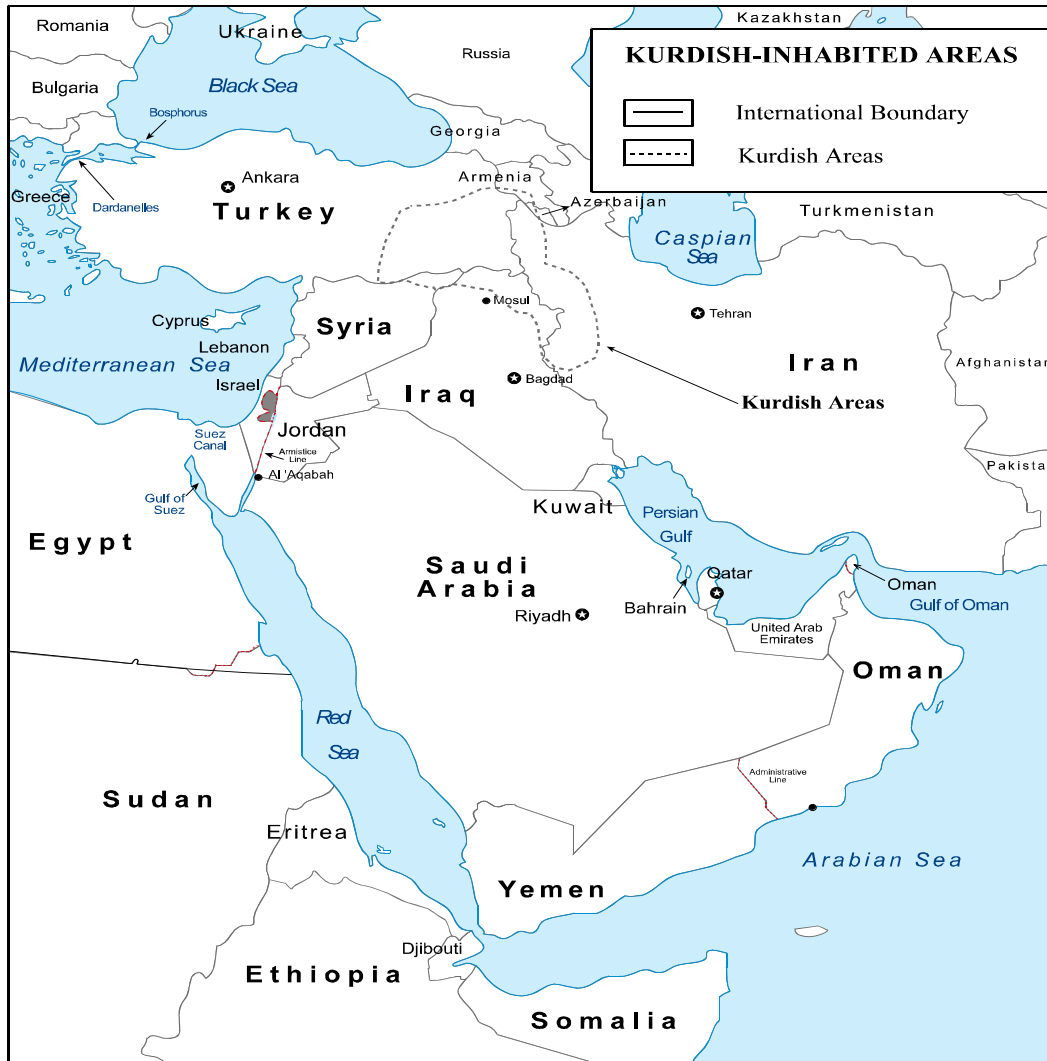 Romania
Ukraine
Kazakhstan
Russia
Bulgaria
Black Sea
Bosphorus
KURDISH-INHABITED AREAS
International Boundary
Kurdish Areas
Georgia
Armenia
Azerbaijan
Ankara
Greece
Dardanelles
Turkey
Turkmenistan
Caspian
Sea
Mosul
Tehran
Cyprus
Syria
Lebanon
Mediterranean Sea
Iran
Afghanistan
Israel
Bagdad
Iraq
Kurdish Areas
Suez
Canal
Jordan
Armistice
Line
Al 'Aqabah
Pakista
Gulf of
Suez
Kuwait
Persian
Gulf
Egypt
Saudi
Arabia
Qatar
Oman
Bahrain
Gulf of Oman
Riyadh
United Arab
Emirates
Oman
Red
Sea
Administrative
Line
Sudan
Eritrea
Arabian Sea
Yemen
Djibouti
Ethiopia
Somalia